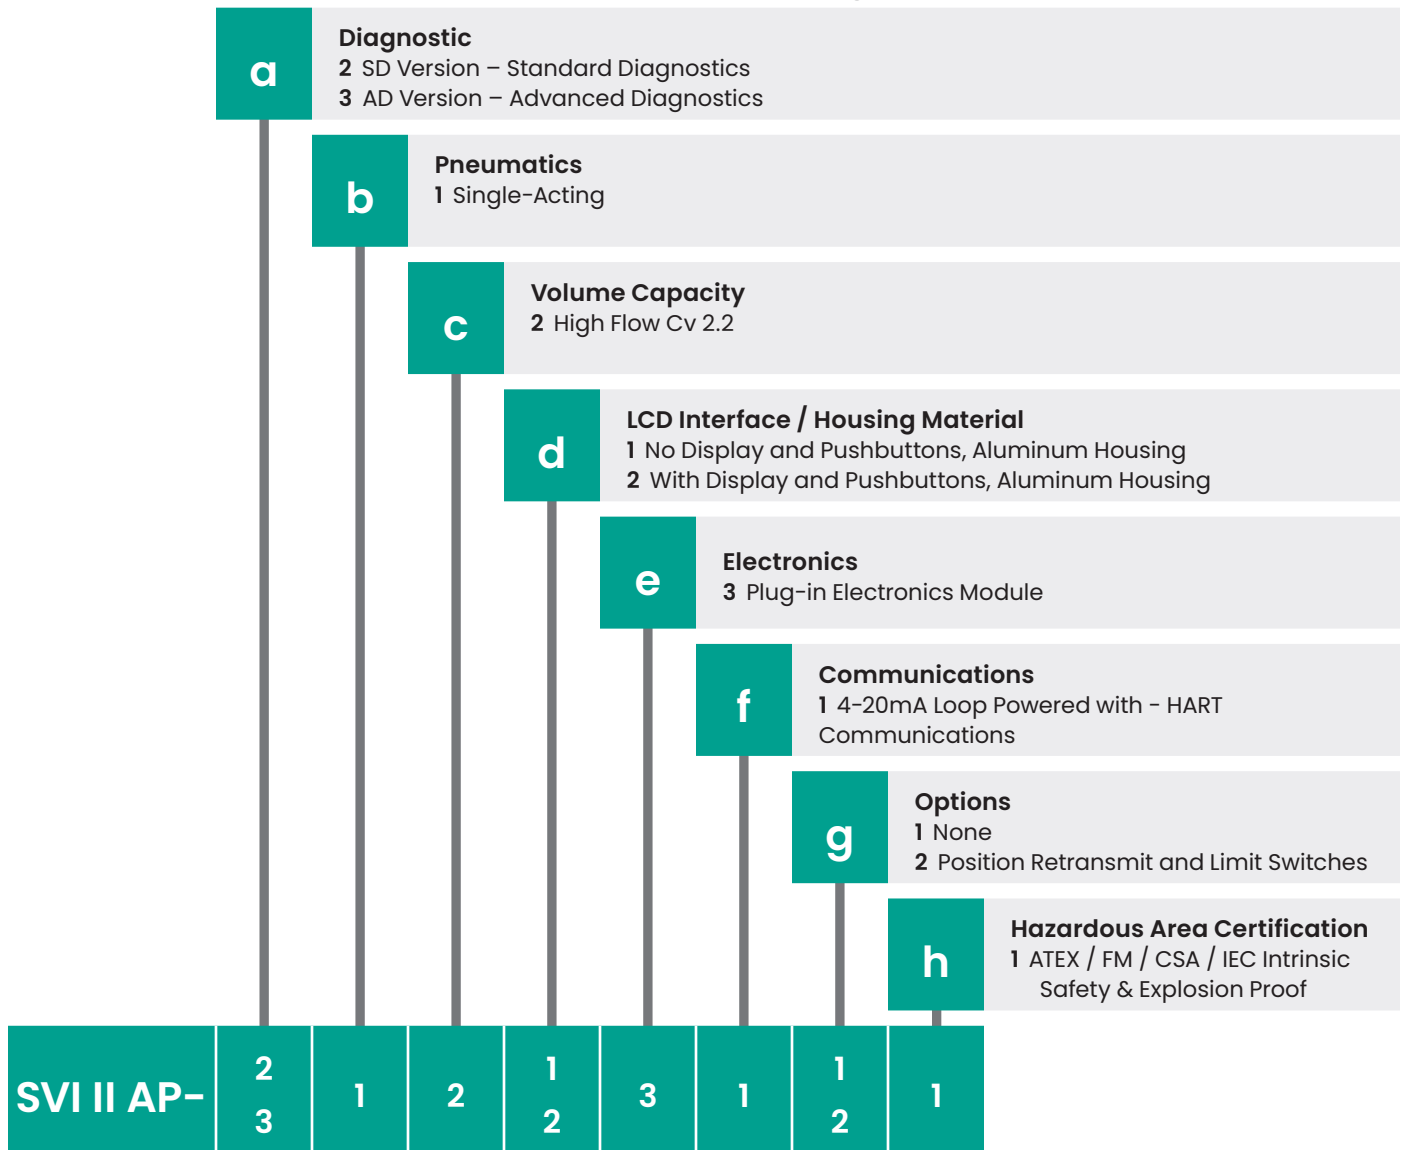 a
Diagnostic
2 SD Version – Standard Diagnostics
3 AD Version – Advanced Diagnostics
b
Pneumatics
1 Single-Acting
c
Volume Capacity
2 High Flow Cv 2.2
d
LCD Interface / Housing Material
1 No Display and Pushbuttons, Aluminum Housing
2 With Display and Pushbuttons, Aluminum Housing
e
Electronics
3 Plug-in Electronics Module
f
Communications
1 4-20mA Loop Powered with - HART
Communications
g
Options
1 None
2 Position Retransmit and Limit Switches
h
Hazardous Area Certification
1 ATEX / FM / CSA / IEC Intrinsic
Safety & Explosion Proof
SVI II AP-
2
3
1
2
1
2
3
1
1
2
1